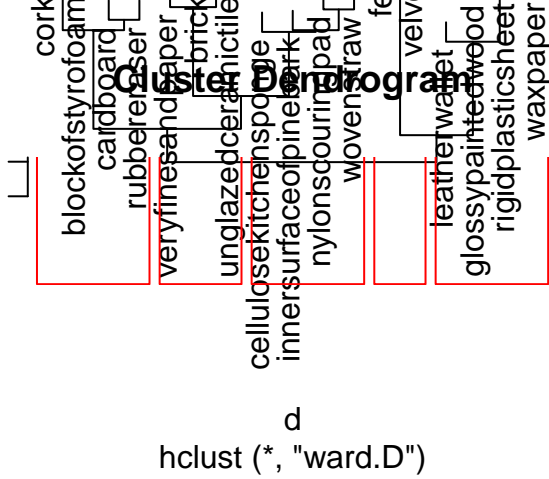 cork
blockofstyrofoam
cardboard
rubbereraser
veryfinesandpaper
brick
unglazedceramictile
cellulosekitchensponge
innersurfaceofpinebark
nylonscouringpad
wovenstraw
leatherwallet
glossypaintedwood
rigidplasticsheet
waxpaper
Cluster Dendrogram
d
hclust (*, "ward.D")